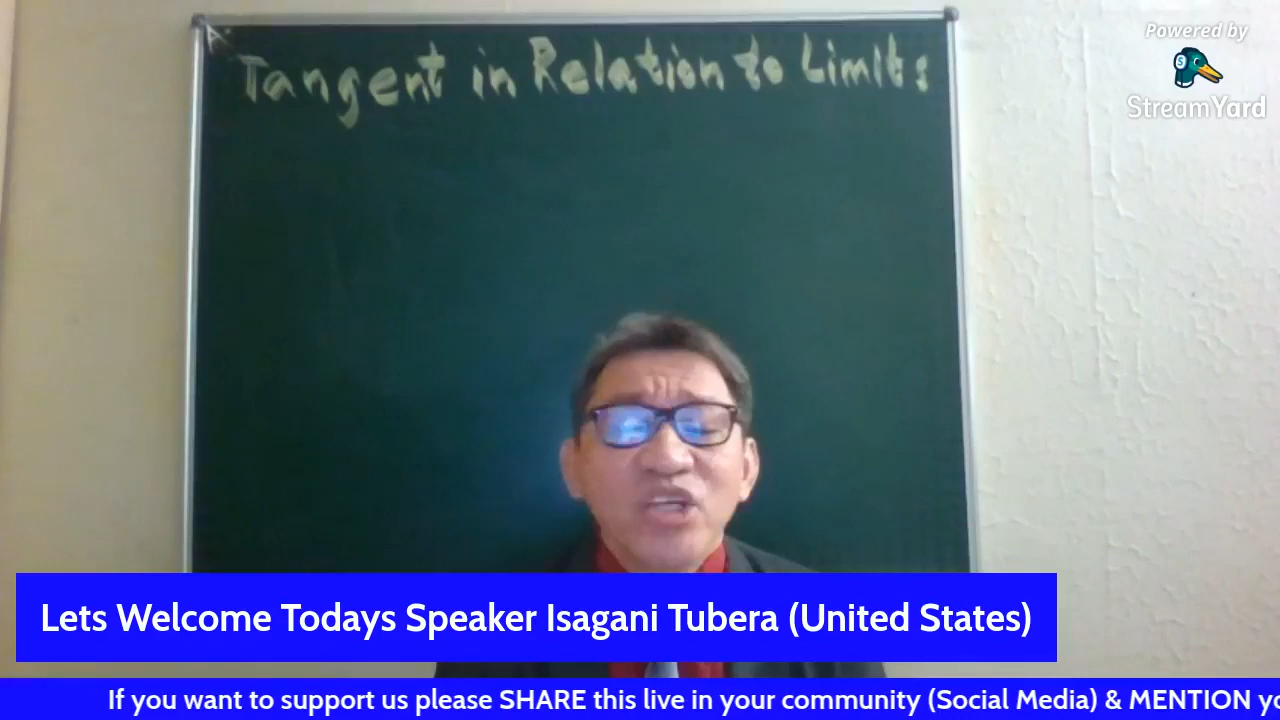 Tangent in Relation to Limits
Powered by
StreamYard
Lets Welcome Todays Speaker Isagani Tubera (United States)
If you want to support us please SHARE this live in your community (Social Media) & MENTION